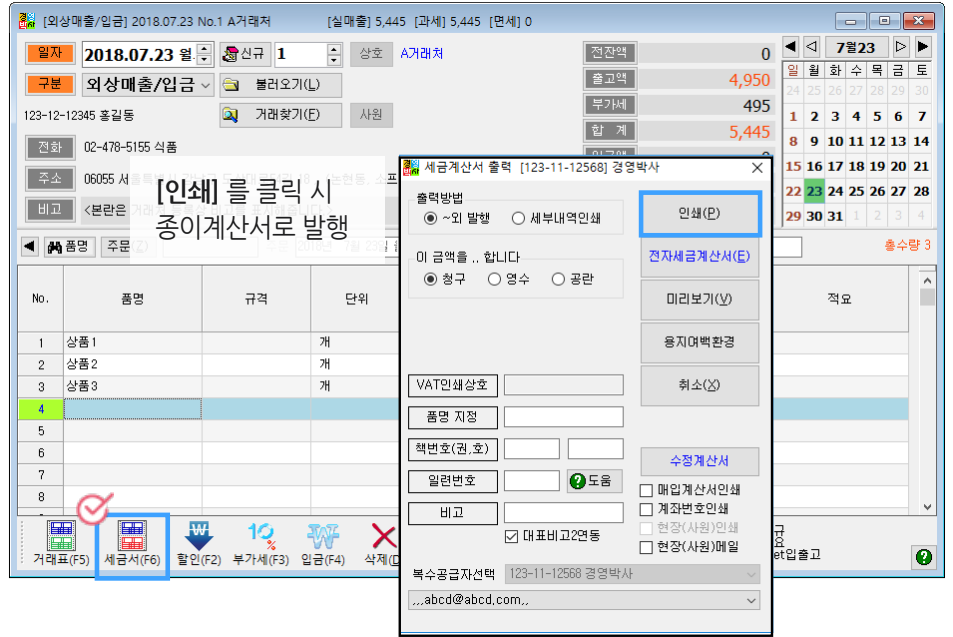 [외상매출/입금] 2018.07.23 No.1 A거래처 [실매출] 5,445 [과세] 5,445 [면세] 0
일자 2018.07.23 월 신규 1 상호 A거래처 전잔액 0
구분 외상매출/입금 불러오기(L) 출고액 4,950
123-12-12345 홍길동 거래찾기(F) 사원 부가세 495
전화 02-478-5155 식품 합 계 5,445
주소 06055 서
비고 <본란은
7월23
일 월 화 수 목 금 토
24 25 26 27 28 29 30
1 2 3 4 5 6 7
8 9 10 11 12 13 14
15 16 17 18 19 20 21
22 23 24 25 26 27 28
29 30 31 1 2 3 4
[인쇄] 를 클릭 시
종이계산서로 발행
품명 주문(Z) 총수량 3
No. 품명 규격 단위 적요
1 상품1 개
2 상품2 개
3 상품3 개
4
5
6
7
8
거래표(F5) 세금서(F6) 할인(F2) 부가세(F3) 입금(F4) 삭제(D
et입출고
세금계산서 출력 [123-11-12568] 경영박사
출력방법
~외 발행 세부내역인쇄
이 금액을 .. 합니다
청구 영수 공란
VAT인쇄상호
품명 지정
책번호(권,호)
일련번호 도움
비고
대표비고2연동
인쇄(P)
전자세금계산서(E)
미리보기(V)
용지여백환경
취소(X)
수정계산서
매입계산서인쇄
계좌번호인쇄
현장(사원)인쇄
현장(사원)메일
복수공급자선택 123-11-12568 경영박사
,,,abcd@abcd,com,,